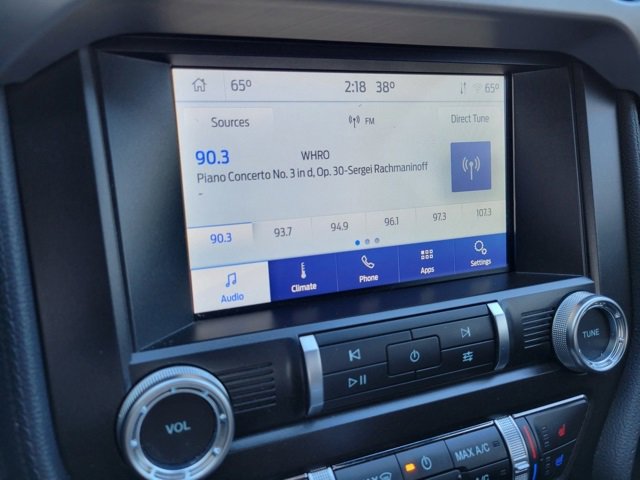 65° 2:18 38° 65°
Sources FM Direct Tune
90.3 WHRO
Piano Concerto No. 3 in d, Op. 30-Sergei Rachmaninoff
-
90.3 93.7 94.9 96.1 97.3 107.3
Audio Climate Phone Apps Settings
VOL
TUNE
MAX A/C
A/C
MAX